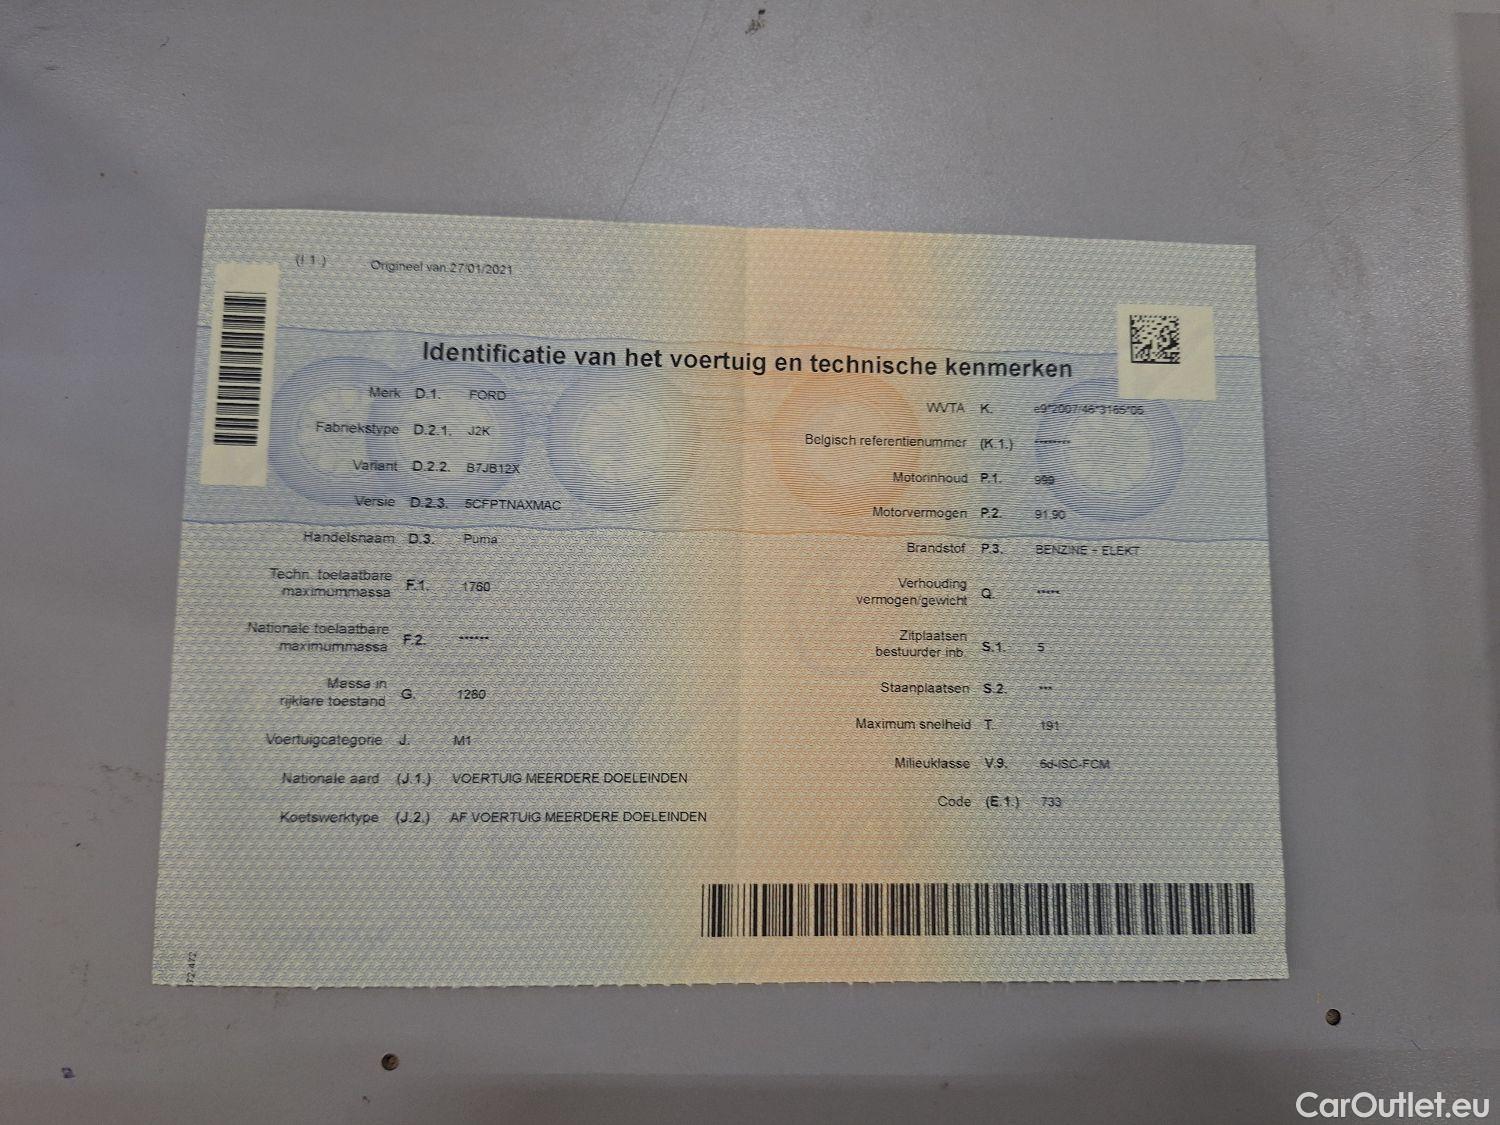 (I.1.) Origineel van 27/01/2021
Identificatie van het voertuig en technische kenmerken
Merk D.1. FORD
Fabriekstype D.2.1. J2K
Variant D.2.2. B7JB12X
Versie D.2.3. 5CFPTNAXMAC
Handelsnaam D.3. Puma
Techn. toelaatbare
maximummassa F.1. 1760
Nationale toelaatbare
maximummassa F.2. ******
Massa in
rijklare toestand G. 1280
Voertuigcategorie J. M1
Nationale aard (J.1.) VOERTUIG MEERDERE DOELEINDEN
Koetswerktype (J.2.) AF VOERTUIG MEERDERE DOELEINDEN
WVTA K. e9*2007/46*3165*05
Belgisch referentienummer (K.1.) ********
Motorinhoud P.1. 999
Motorvermogen P.2. 91.90
Brandstof P.3. BENZINE - ELEKT
Verhouding
vermogen/gewicht Q. *****
Zitplaatsen
bestuurder inb. S.1. 5
Staanplaatsen S.2. ***
Maximum snelheid T. 191
Milieuklasse V.9. 6d-ISC-FCM
Code (E.1.) 733
72-472
CarOutlet.eu